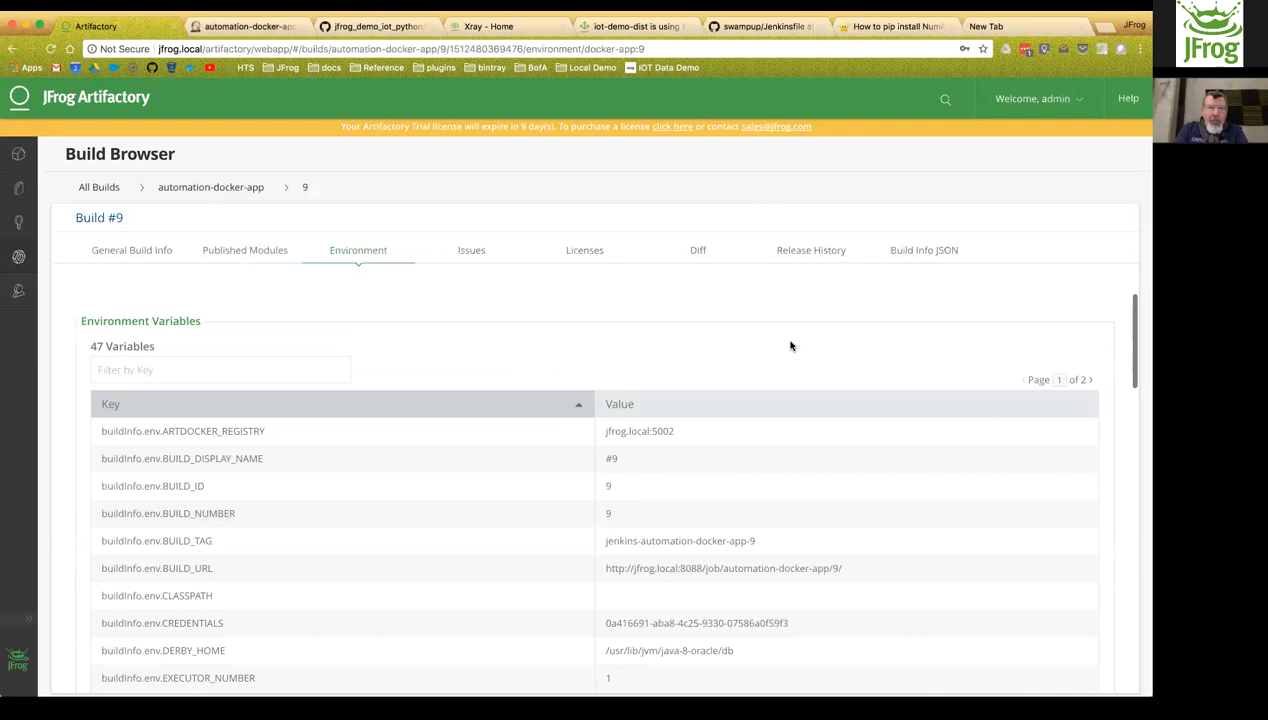 Artifactory
automation-docker-app
jfrog_demo_iot_python
Xray - Home
iot-demo-dist is using
swampup/Jenkinsfile at
How to pip install Num
New Tab
JFrog
Not Secure jfrog.local/artifactory/webapp/#/builds/automation-docker-app/9/1512480369476/environment/docker-app:9
Apps HTS JFrog docs Reference plugins bintray BofA Local Demo IOT Data Demo
JFrog Artifactory
Welcome, admin
Help
Your Artifactory Trial license will expire in 9 day(s). To purchase a license click here or contact sales@jfrog.com
Build Browser
All Builds > automation-docker-app > 9
Build #9
General Build Info Published Modules Environment Issues Licenses Diff Release History Build Info JSON
Environment Variables
47 Variables
Filter by Key
Page 1 of 2
Key Value
buildInfo.env.ARTDOCKER_REGISTRY jfrog.local:5002
buildInfo.env.BUILD_DISPLAY_NAME #9
buildInfo.env.BUILD_ID 9
buildInfo.env.BUILD_NUMBER 9
buildInfo.env.BUILD_TAG jenkins-automation-docker-app-9
buildInfo.env.BUILD_URL http://jfrog.local:8088/job/automation-docker-app/9/
buildInfo.env.CLASSPATH
buildInfo.env.CREDENTIALS 0a416691-aba8-4c25-9330-07586a0f59f3
buildInfo.env.DERBY_HOME /usr/lib/jvm/java-8-oracle/db
buildInfo.env.EXECUTOR_NUMBER 1
JFrog
JFrog